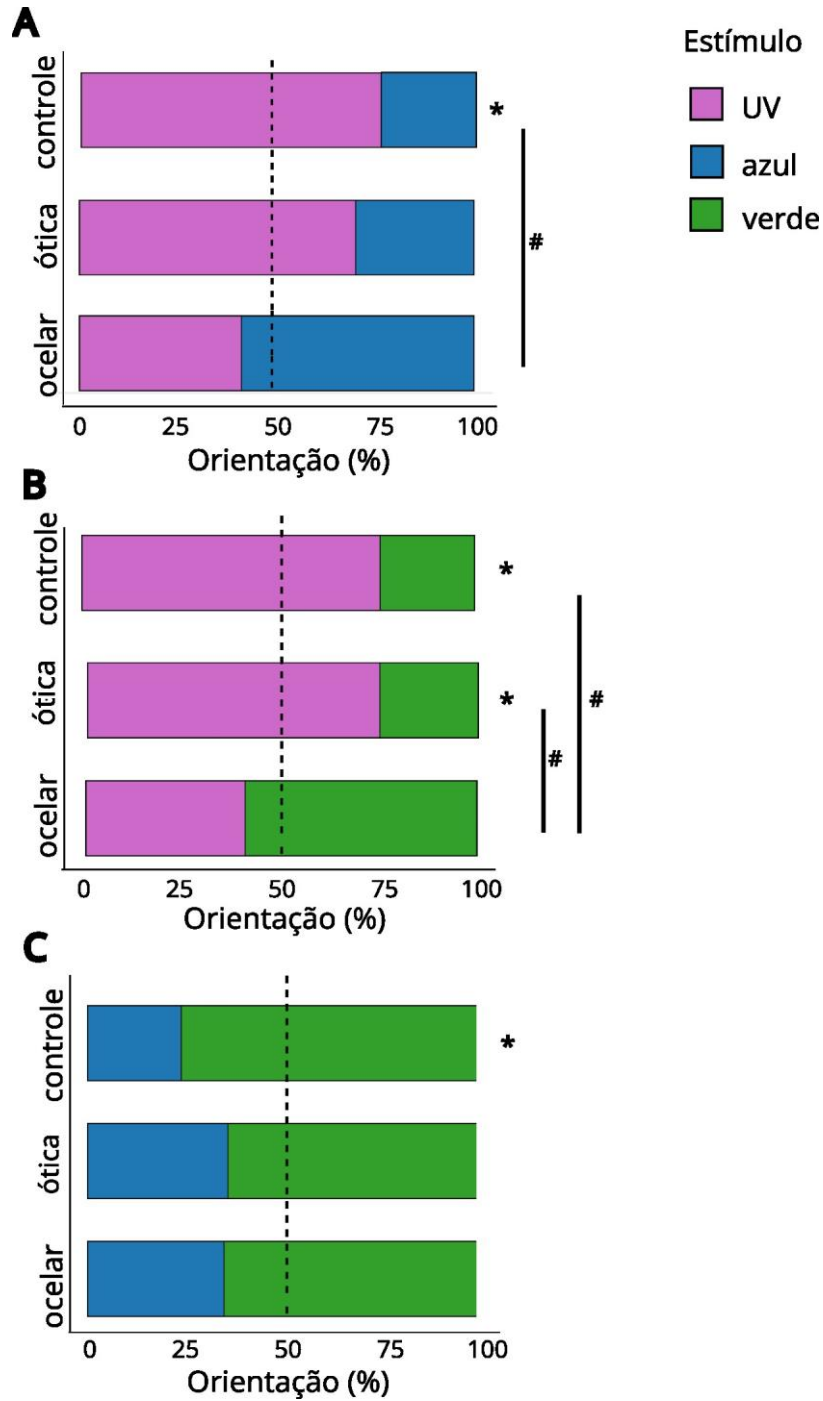 A
controle
ótica
ocelar
*
#
0 25 50 75 100
Orientação (%)
Estímulo
UV
azul
verde
B
controle
ótica
ocelar
*
*
#
#
0 25 50 75 100
Orientação (%)
C
controle
ótica
ocelar
*
0 25 50 75 100
Orientação (%)